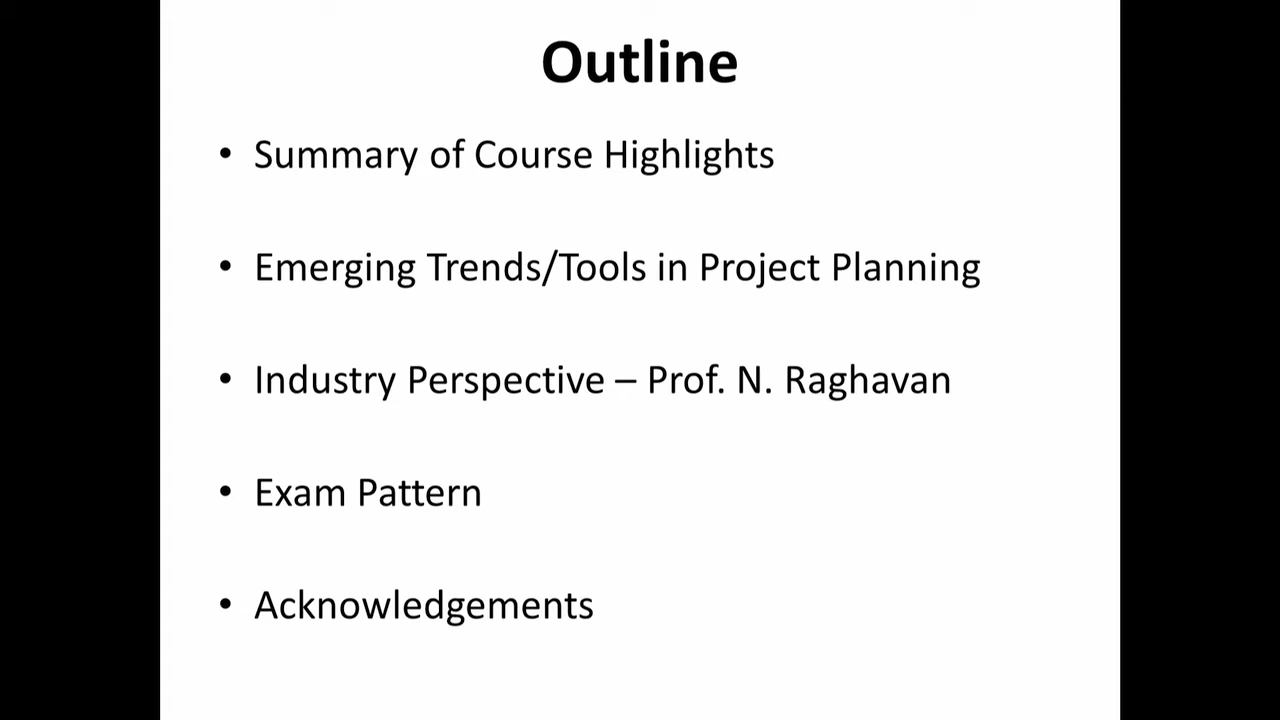 Outline
• Summary of Course Highlights
• Emerging Trends/Tools in Project Planning
• Industry Perspective – Prof. N. Raghavan
• Exam Pattern
• Acknowledgements